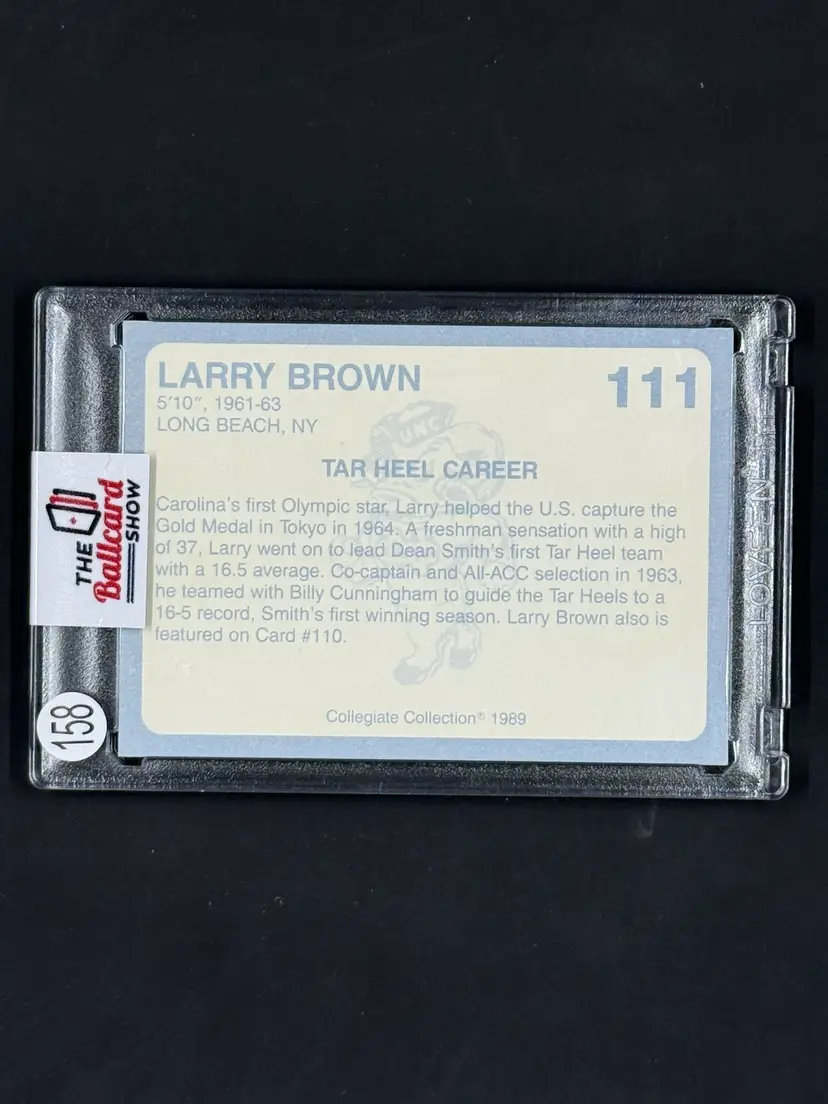 LARRY BROWN
111
5'10", 1961-63
LONG BEACH, NY
UNC
TAR HEEL CAREER
Carolina's first Olympic star, Larry helped the U.S. capture the
Gold Medal in Tokyo in 1964. A freshman sensation with a high
of 37, Larry went on to lead Dean Smith's first Tar Heel team
with a 16.5 average. Co-captain and All-ACC selection in 1963,
he teamed with Billy Cunningham to guide the Tar Heels to a
16-5 record, Smith's first winning season. Larry Brown also is
featured on Card #110.
Collegiate Collection® 1989
THE
Ballcard
SHOW
158